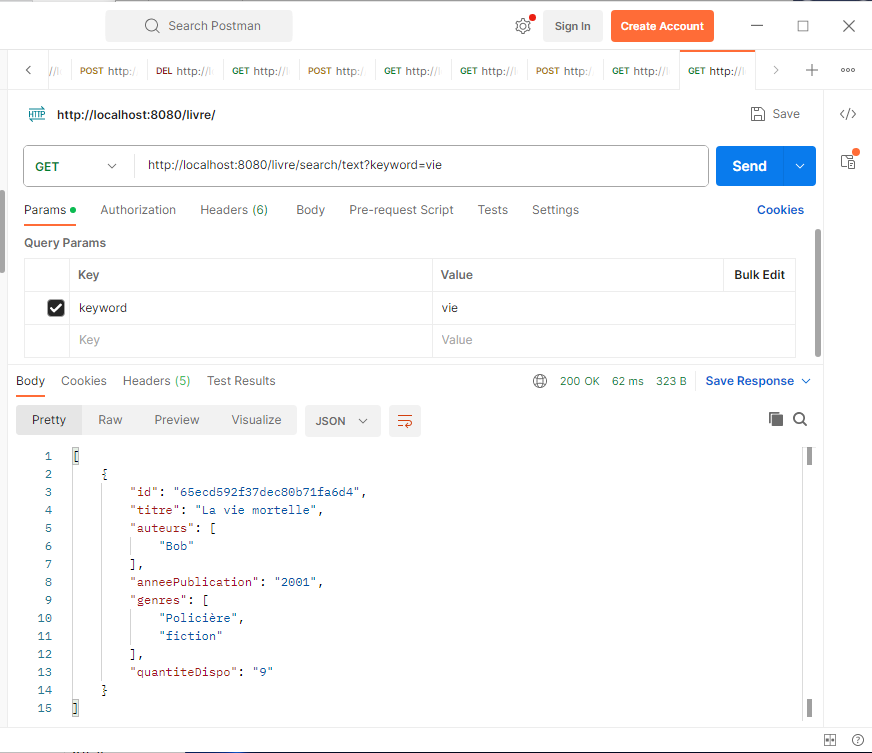 Search Postman
Sign In
Create Account
POST http:/
DEL http://l
GET http://l
POST http:/
GET http://l
GET http://l
POST http:/
GET http://l
GET http://l
HTTP http://localhost:8080/livre/
Save
GET http://localhost:8080/livre/search/text?keyword=vie
Send
Params Authorization Headers (6) Body Pre-request Script Tests Settings Cookies
Query Params
Key Value Bulk Edit
keyword vie
Key Value
Body Cookies Headers (5) Test Results 200 OK 62 ms 323 B Save Response
Pretty Raw Preview Visualize JSON
1 [
2 {
3 "id": "65ecd592f37dec80b71fa6d4",
4 "titre": "La vie mortelle",
5 "auteurs": [
6 "Bob"
7 ],
8 "anneePublication": "2001",
9 "genres": [
10 "Policière",
11 "fiction"
12 ],
13 "quantiteDispo": "9"
14 }
15 ]